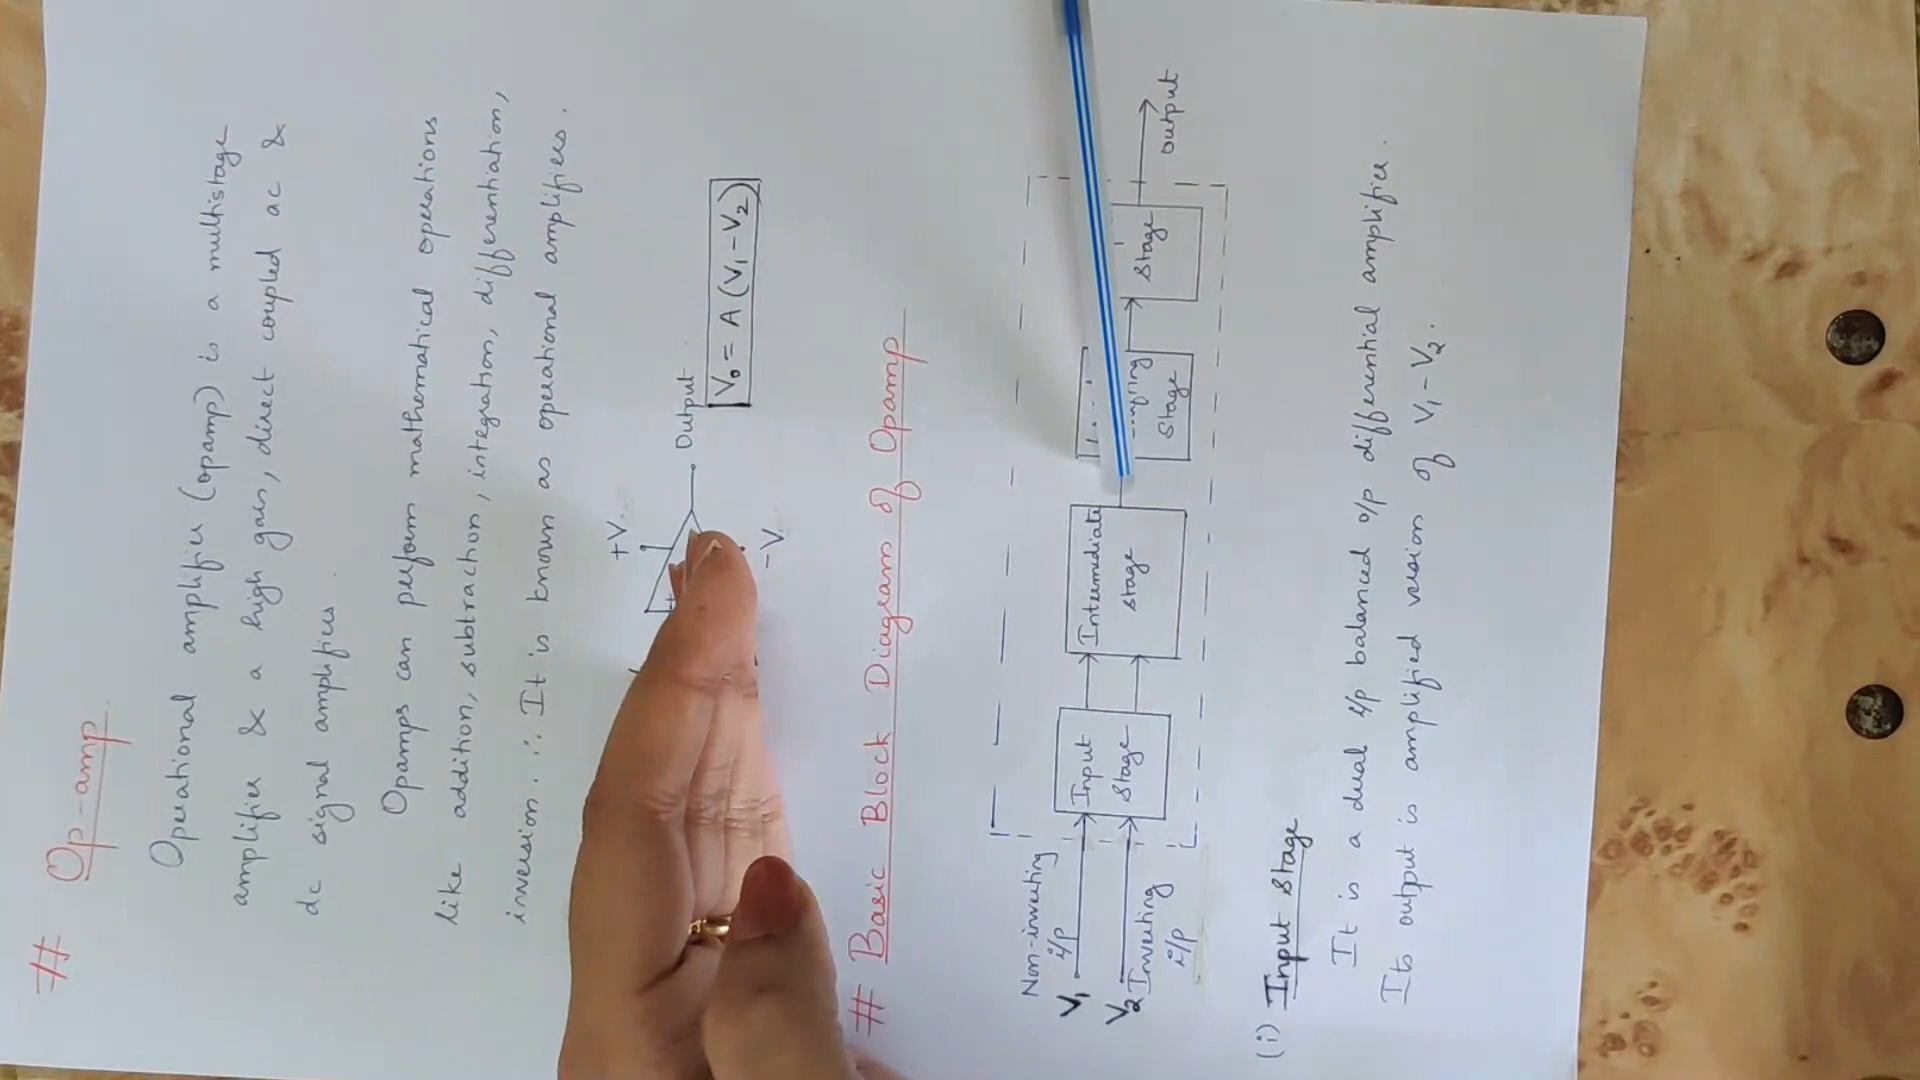 # Op-amp.
Operational amplifier (opamp) is a multistage
amplifier & a high gain, direct coupled ac &
dc signal amplifier.
Opamps can perform mathematical operations
like addition, subtraction, integration, differentiation,
inversion. ∴ It is known as operational amplifiers.
+V
+
Output
-V
V₀ = A (V₁ - V₂)
# Basic Block Diagram of Opamp
Non-inverting
i/p
V₁
V₂
Inverting
i/p
Input
Stage
Intermediate
stage
Stage
Stage
output
(i) Input Stage
It is a dual i/p balanced o/p differential amplifier.
Its output is amplified version of V₁ - V₂.